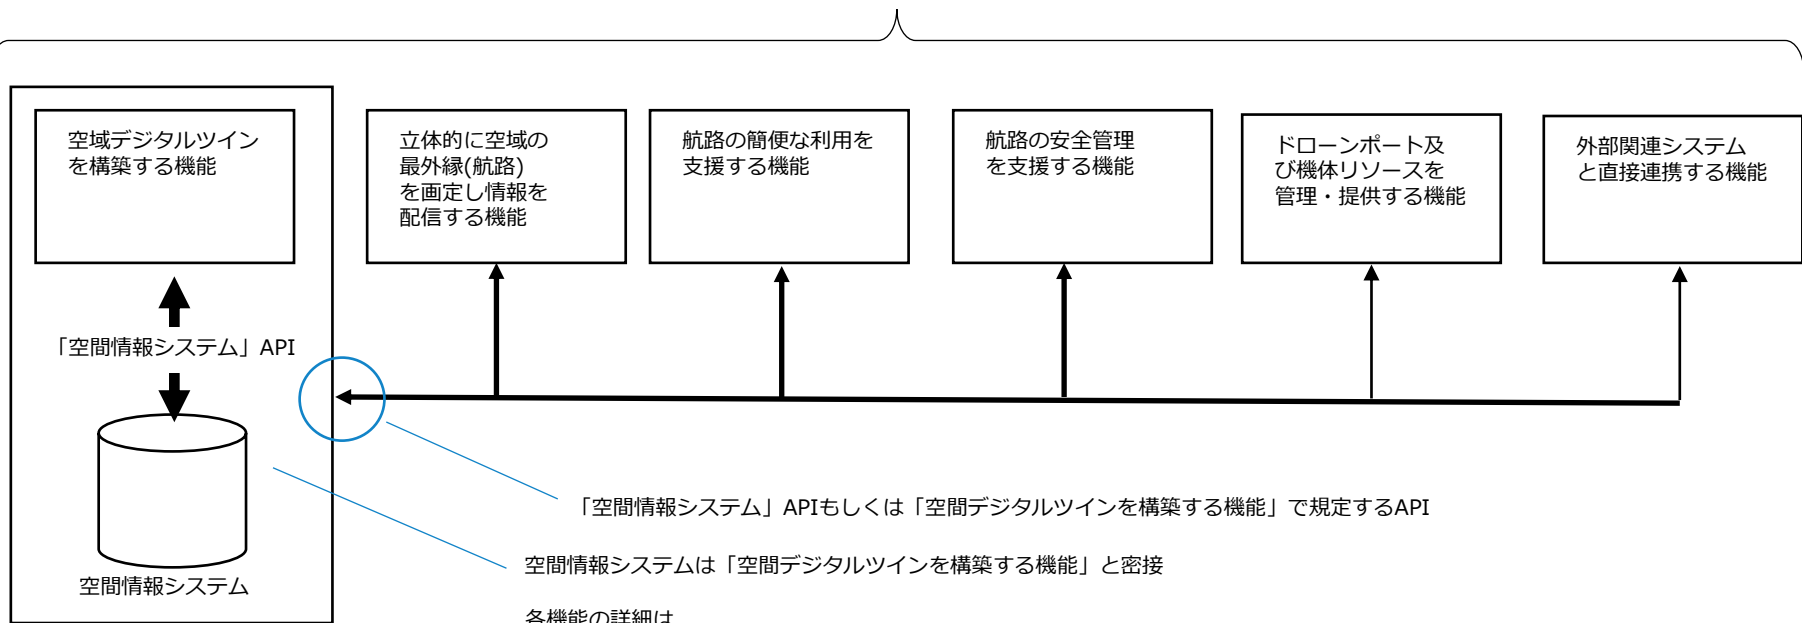 空域デジタルツイン
を構築する機能
立体的に空域の
最外縁(航路)
を画定し情報を
配信する機能
航路の簡便な利用を
支援する機能
航路の安全管理
を支援する機能
ドローンポート及
び機体リソースを
管理・提供する機能
外部関連システム
と直接連携する機能
「空間情報システム」API
空間情報システム
「空間情報システム」APIもしくは「空間デジタルツインを構築する機能」で規定するAPI
空間情報システムは「空間デジタルツインを構築する機能」と密接
各機能の詳細は